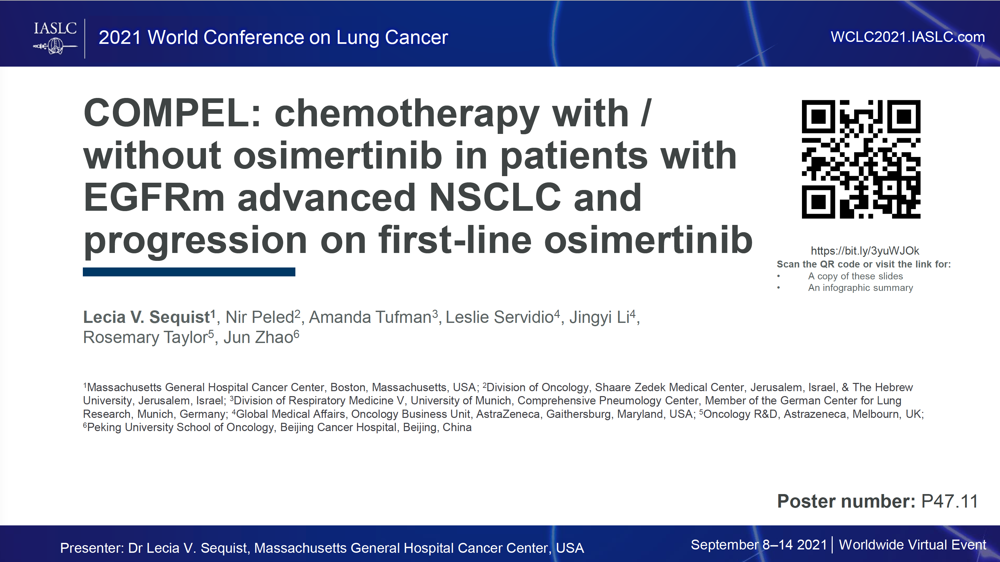 IASLC
2021 World Conference on Lung Cancer
WCLC2021.IASLC.com
COMPEL: chemotherapy with /
without osimertinib in patients with
EGFRm advanced NSCLC and
progression on first-line osimertinib
https://bit.ly/3yuWJOk
Scan the QR code or visit the link for:
• A copy of these slides
• An infographic summary
Lecia V. Sequist¹, Nir Peled², Amanda Tufman³, Leslie Servidio⁴, Jingyi Li⁴,
Rosemary Taylor⁵, Jun Zhao⁶
¹Massachusetts General Hospital Cancer Center, Boston, Massachusetts, USA; ²Division of Oncology, Shaare Zedek Medical Center, Jerusalem, Israel, & The Hebrew
University, Jerusalem, Israel; ³Division of Respiratory Medicine V, University of Munich, Comprehensive Pneumology Center, Member of the German Center for Lung
Research, Munich, Germany; ⁴Global Medical Affairs, Oncology Business Unit, AstraZeneca, Gaithersburg, Maryland, USA; ⁵Oncology R&D, Astrazeneca, Melbourn, UK;
⁶Peking University School of Oncology, Beijing Cancer Hospital, Beijing, China
Poster number: P47.11
Presenter: Dr Lecia V. Sequist, Massachusetts General Hospital Cancer Center, USA
September 8–14 2021 | Worldwide Virtual Event